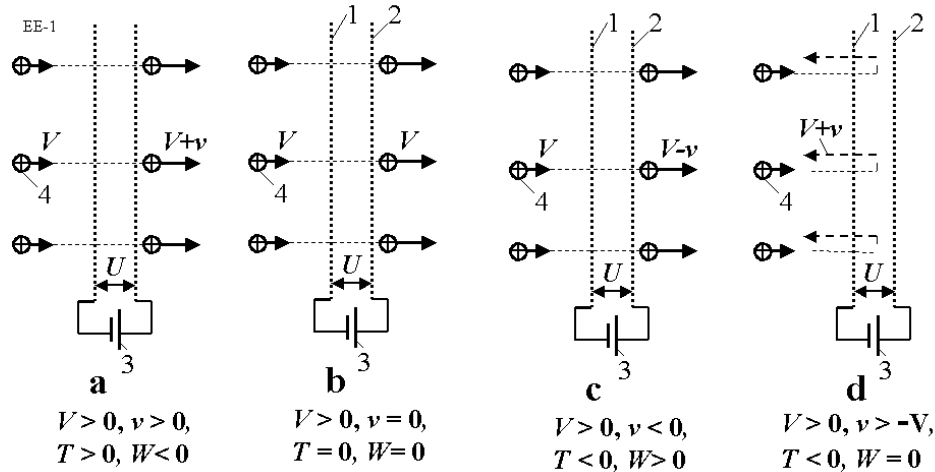 EE-1
1
2
1
2
1
2
V
V+v
V
V
V
V-v
V+v
4
4
4
4
U
U
U
U
3
3
3
3
a
b
c
d
V > 0, v > 0,
T > 0, W< 0
V > 0, v = 0,
T = 0, W= 0
V > 0, v < 0,
T < 0, W> 0
V > 0, v > -V,
T < 0, W = 0